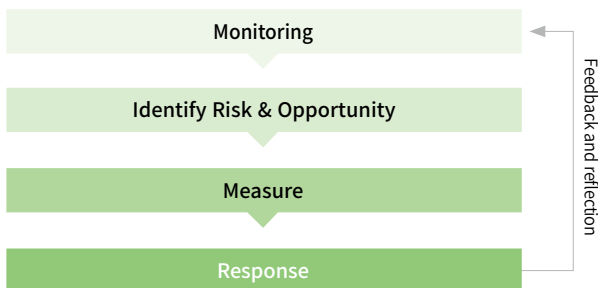 Monitoring
Identify Risk & Opportunity
Measure
Response
Feedback and reflection